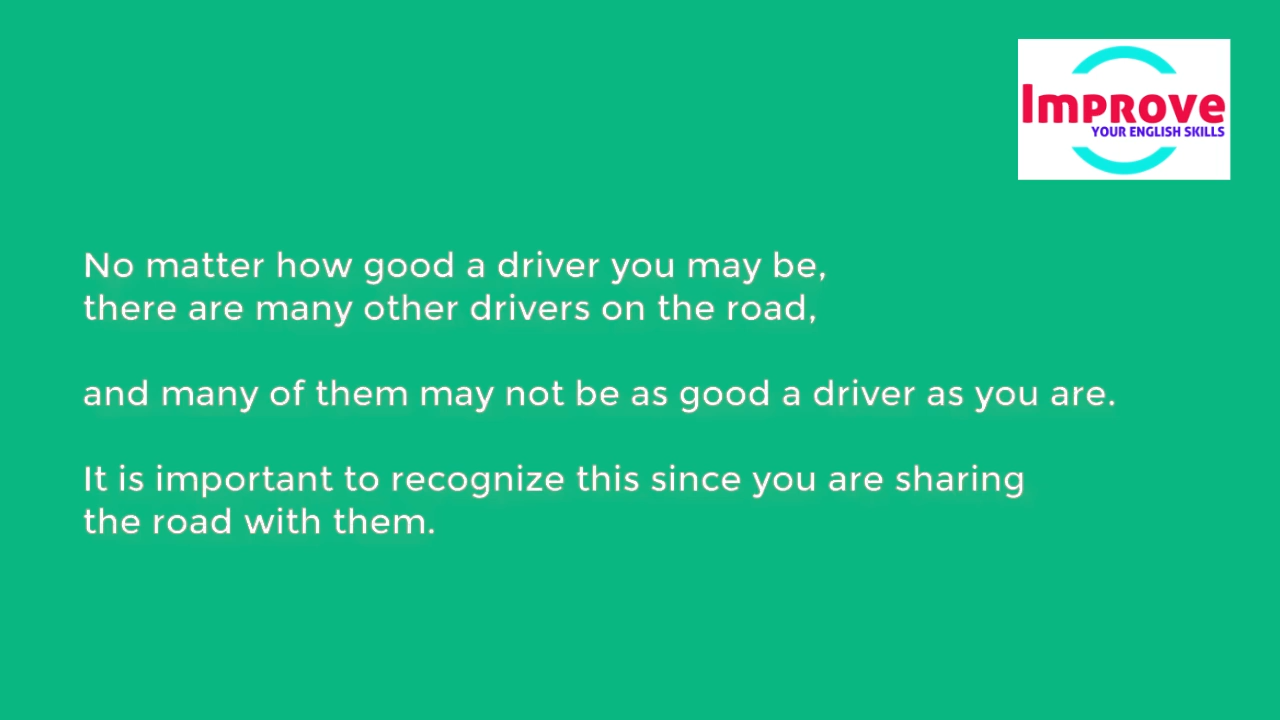 Improve
YOUR ENGLISH SKILLS
No matter how good a driver you may be,
there are many other drivers on the road,
and many of them may not be as good a driver as you are.
It is important to recognize this since you are sharing
the road with them.